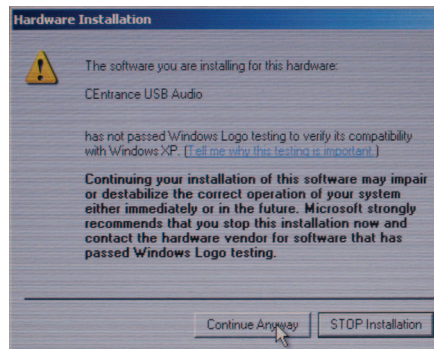 Hardware Installation
The software you are installing for this hardware:
CEntrance USB Audio
has not passed Windows Logo testing to verify its compatibility
with Windows XP. (Tell me why this testing is important.)
Continuing your installation of this software may impair
or destabilize the correct operation of your system
either immediately or in the future. Microsoft strongly
recommends that you stop this installation now and
contact the hardware vendor for software that has
passed Windows Logo testing.
Continue Anyway
STOP Installation